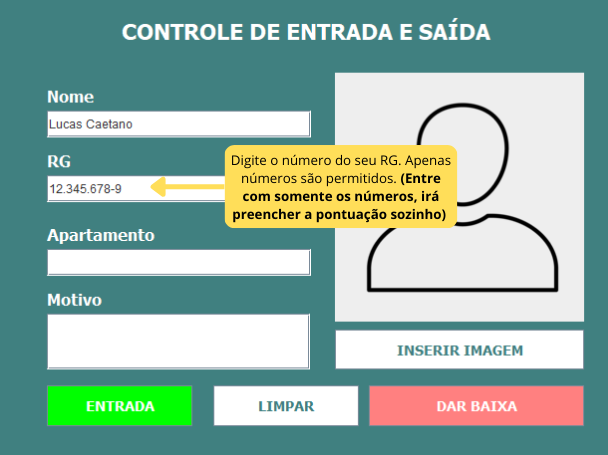 CONTROLE DE ENTRADA E SAÍDA
Nome
Lucas Caetano
RG
12.345.678-9
Digite o número do seu RG. Apenas
números são permitidos. (Entre
com somente os números, irá
preencher a pontuação sozinho)
Apartamento
Motivo
INSERIR IMAGEM
ENTRADA
LIMPAR
DAR BAIXA